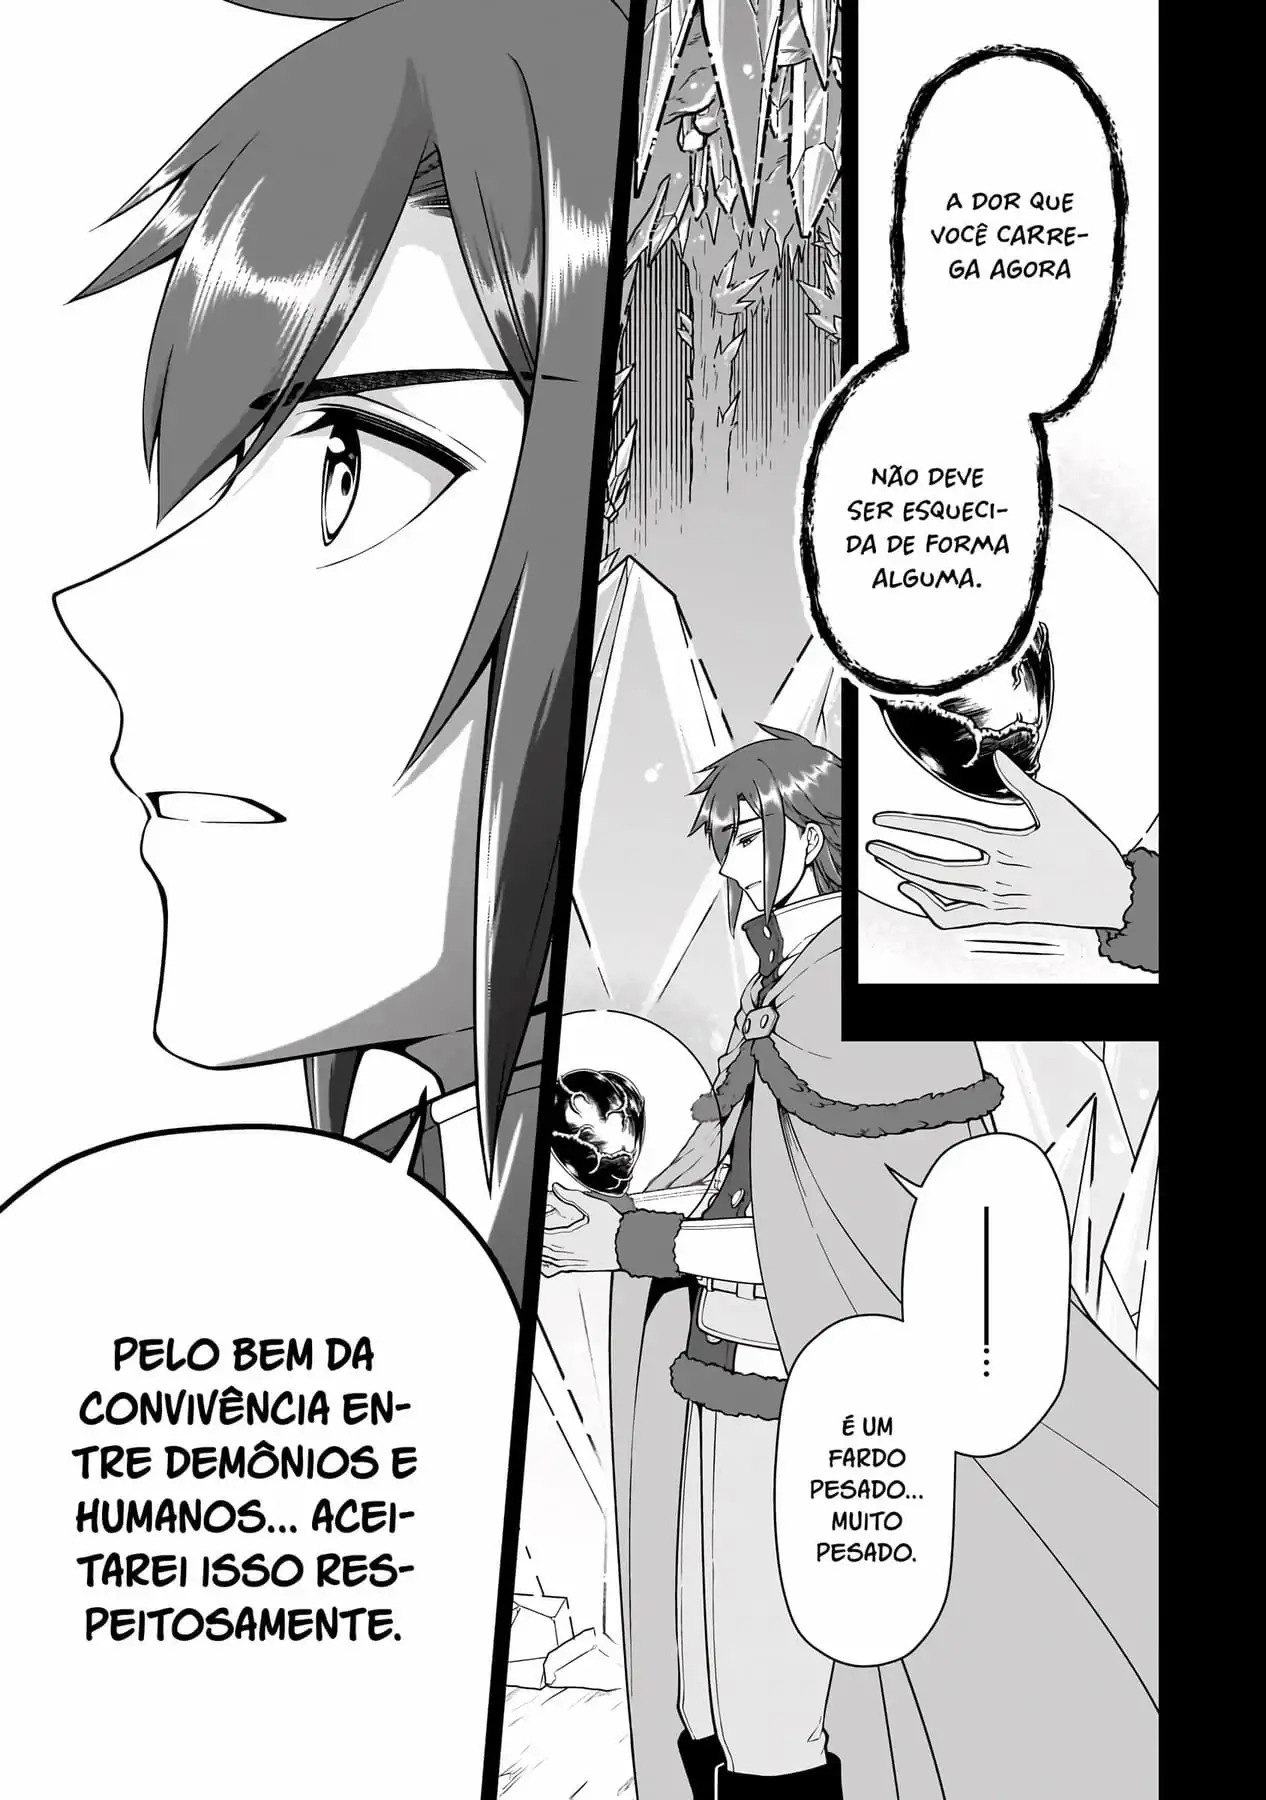 A DOR QUE
VOCÊ CARRE-
GA AGORA
NÃO DEVE
SER ESQUECI-
DA DE FORMA
ALGUMA.
É UM
FARDO
PESADO...
MUITO
PESADO.
PELO BEM DA
CONVIVÊNCIA EN-
TRE DEMÔNIOS E
HUMANOS... ACEI-
TAREI ISSO RES-
PEITOSAMENTE.